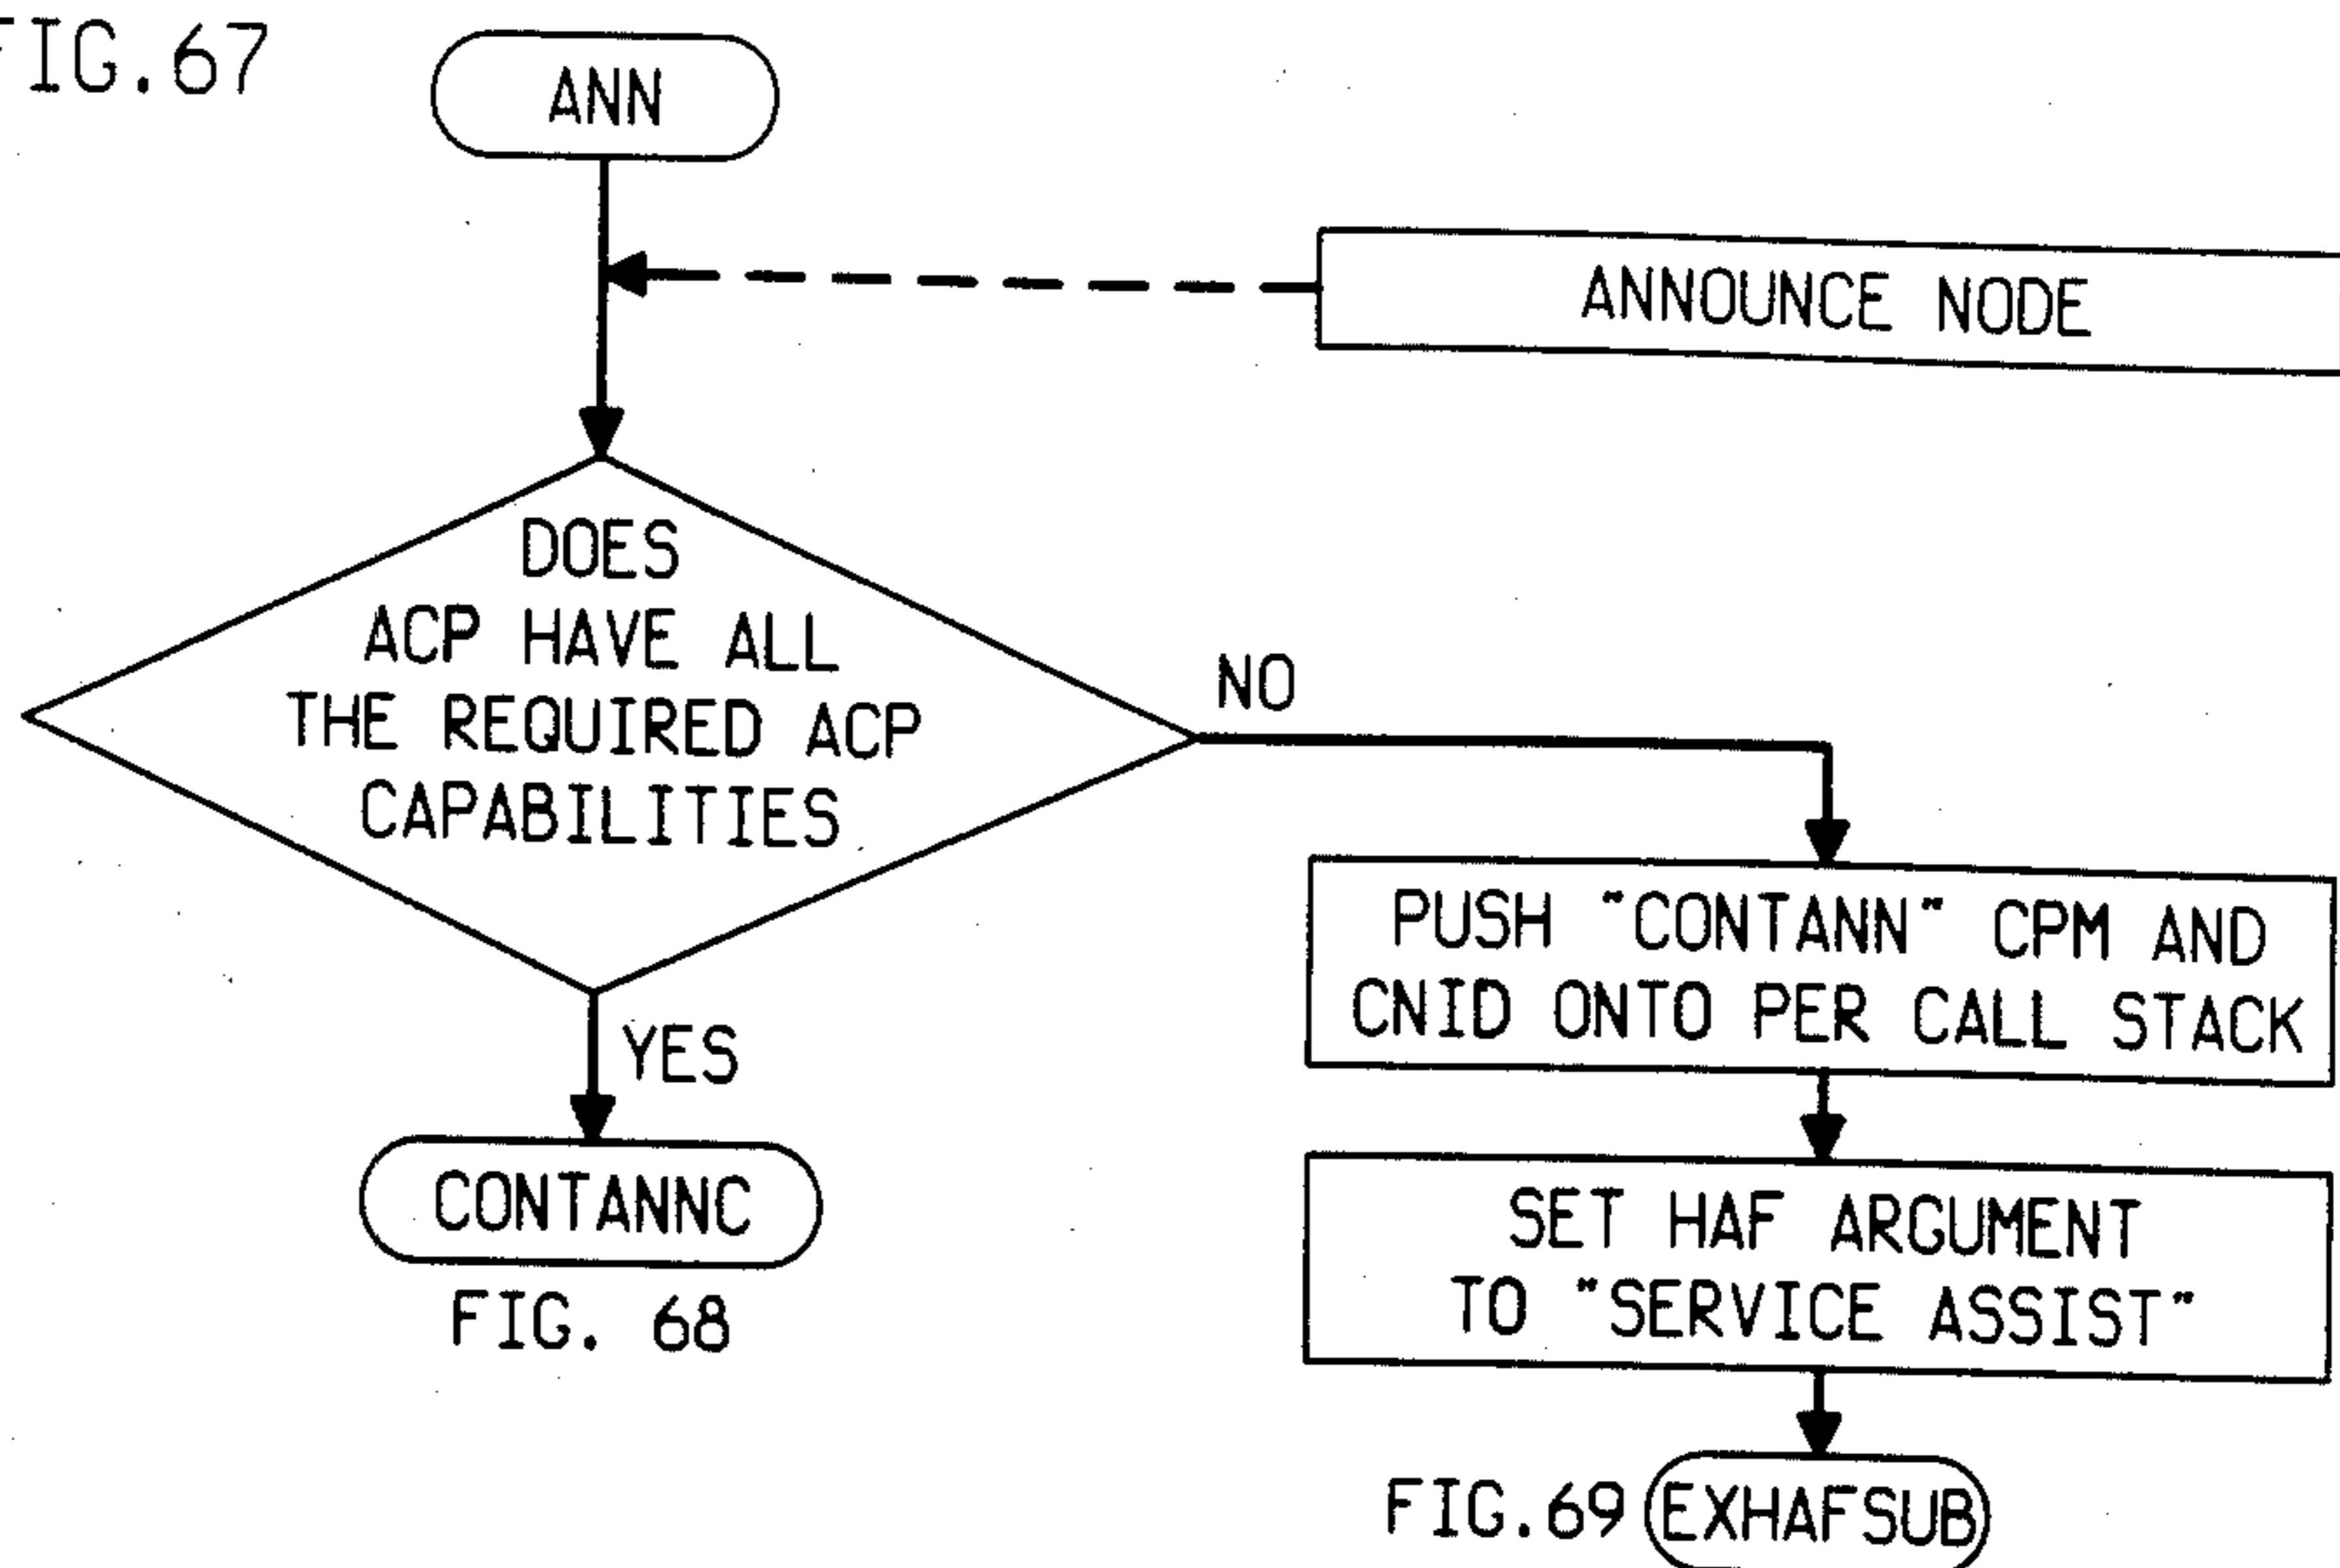 FIG.67
ANN
ANNOUNCE NODE
DOES
ACP HAVE ALL
THE REQUIRED ACP
CAPABILITIES
NO
YES
PUSH "CONTANN" CPM AND
CNID ONTO PER CALL STACK
CONTANNC
FIG. 68
SET HAF ARGUMENT
TO "SERVICE ASSIST"
FIG.69 EXHAFSUB